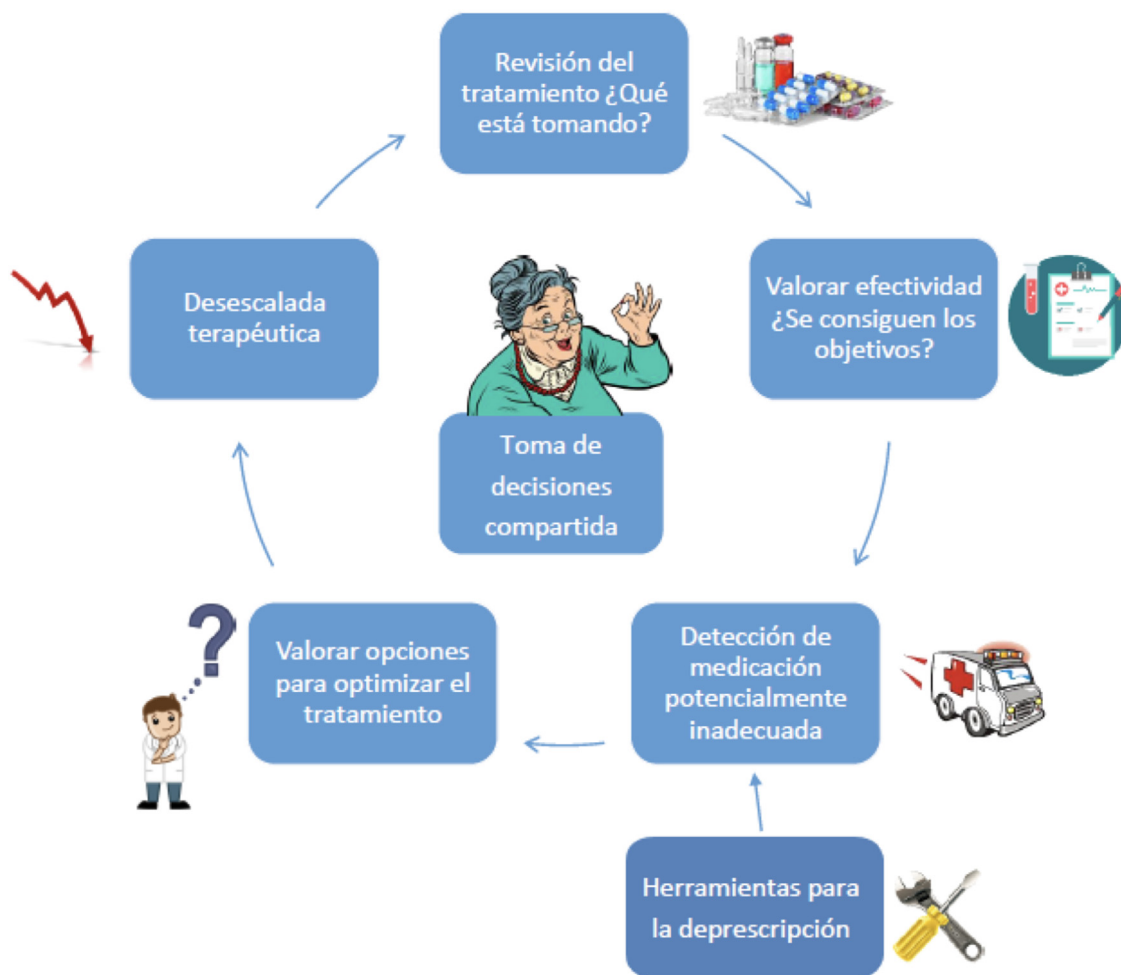 Revisión del
tratamiento ¿Qué
está tomando?
Valorar efectividad
¿Se consiguen los
objetivos?
Desescalada
terapéutica
Toma de
decisiones
compartida
Detección de
medicación
potencialmente
inadecuada
Valorar opciones
para optimizar el
tratamiento
Herramientas para
la deprescripción